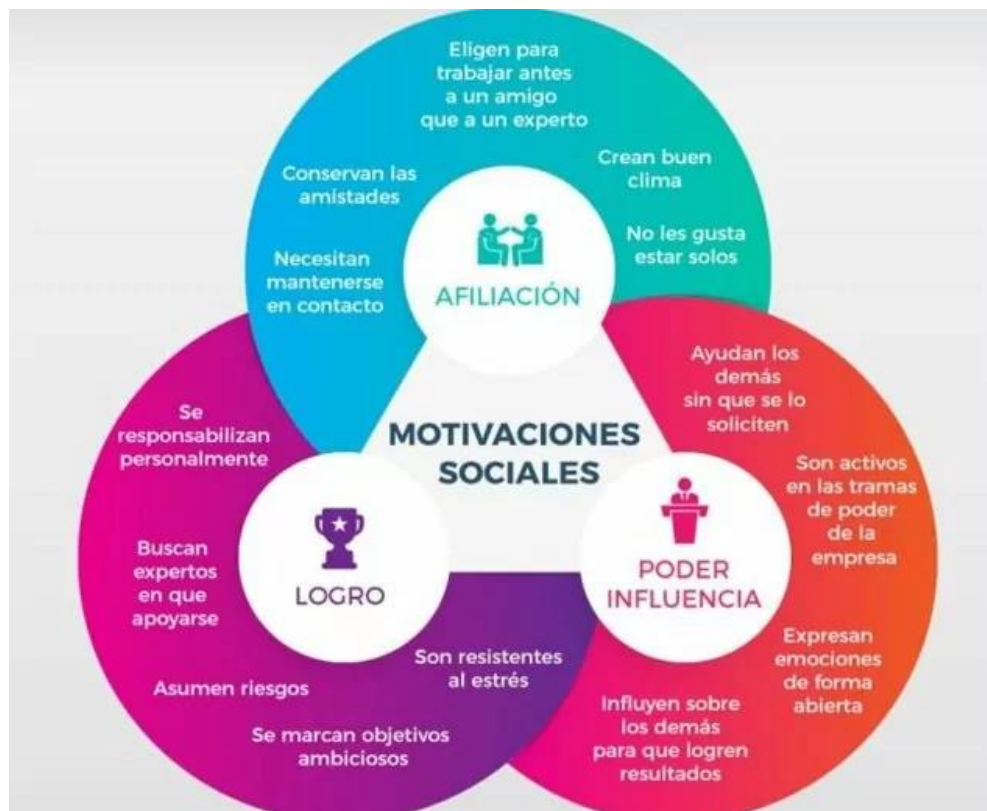 Eligen para
trabajar antes
a un amigo
que a un experto
Conservan las
amistades
Crean buen
clima
Necesitan
mantenerse
en contacto
No les gusta
estar solos
AFILIACIÓN
MOTIVACIONES
SOCIALES
Se
responsabilizan
personalmente
Buscan
expertos
en que
apoyarse
LOGRO
Asumen riesgos
Son resistentes
al estrés
Se marcan objetivos
ambiciosos
Ayudan los
demás
sin que se lo
soliciten
Son activos
en las tramas
de poder
de la
empresa
PODER
INFLUENCIA
Expresan
emociones
de forma
abierta
Influyen sobre
los demás
para que logren
resultados